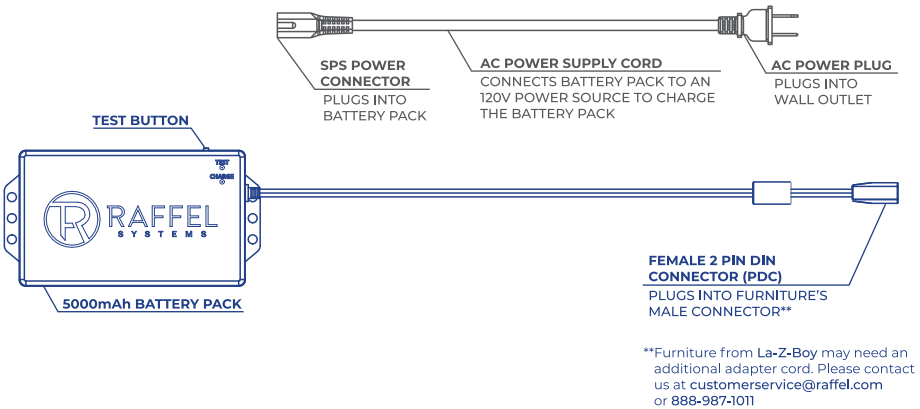 SPS POWER
CONNECTOR
PLUGS INTO
BATTERY PACK
AC POWER SUPPLY CORD
CONNECTS BATTERY PACK TO AN
120V POWER SOURCE TO CHARGE
THE BATTERY PACK
AC POWER PLUG
PLUGS INTO
WALL OUTLET
TEST BUTTON
TEST
CHARGE
TR RAFFEL
SYSTEMS
5000mAh BATTERY PACK
FEMALE 2 PIN DIN
CONNECTOR (PDC)
PLUGS INTO FURNITURE'S
MALE CONNECTOR**
**Furniture from La-Z-Boy may need an
additional adapter cord. Please contact
us at customerservice@raffel.com
or 888-987-1011